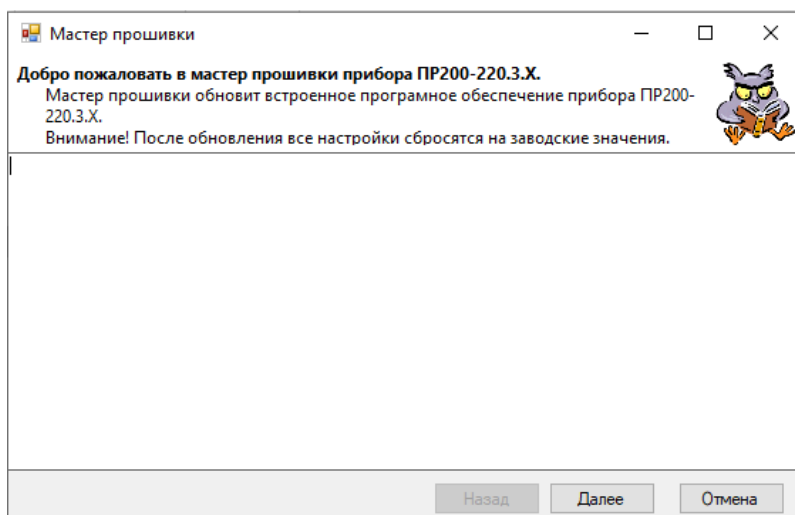 Мастер прошивки
Добро пожаловать в мастер прошивки прибора ПР200-220.3.X.
Мастер прошивки обновит встроенное програмное обеспечение прибора ПР200-
220.3.X.
Внимание! После обновления все настройки сбросятся на заводские значения.
Назад
Далее
Отмена